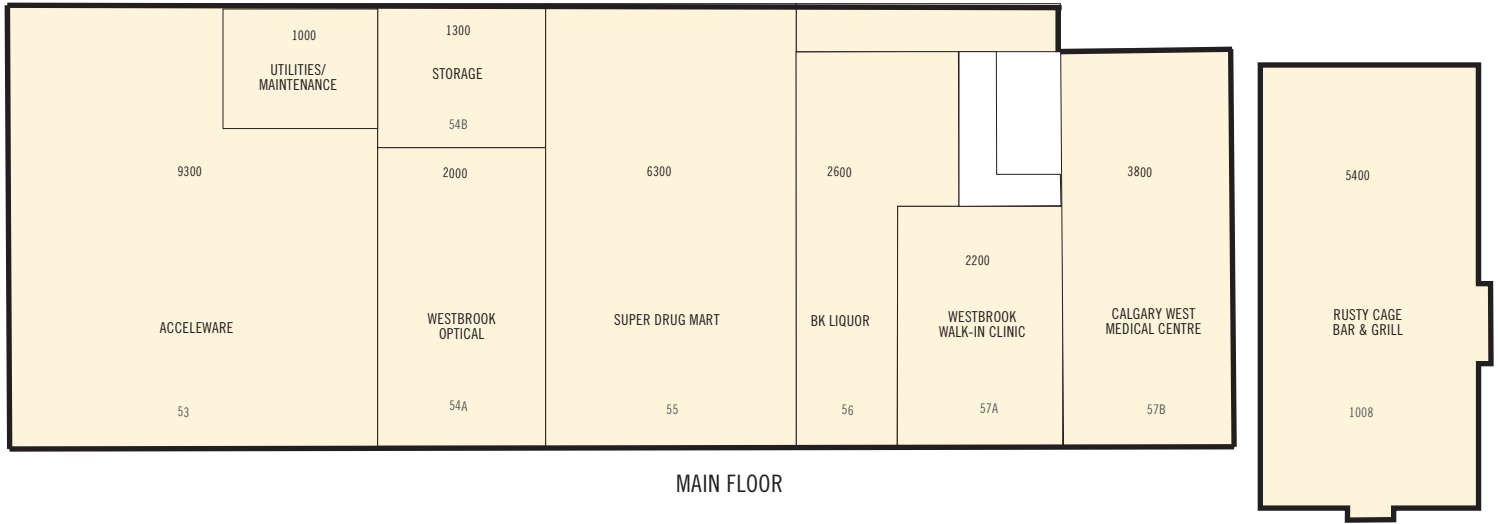 1000
UTILITIES/
MAINTENANCE
1300
STORAGE
54B
9300
ACCELEWARE
53
2000
WESTBROOK
OPTICAL
54A
6300
SUPER DRUG MART
55
2600
BK LIQUOR
56
2200
WESTBROOK
WALK-IN CLINIC
57A
3800
CALGARY WEST
MEDICAL CENTRE
57B
5400
RUSTY CAGE
BAR & GRILL
1008
MAIN FLOOR